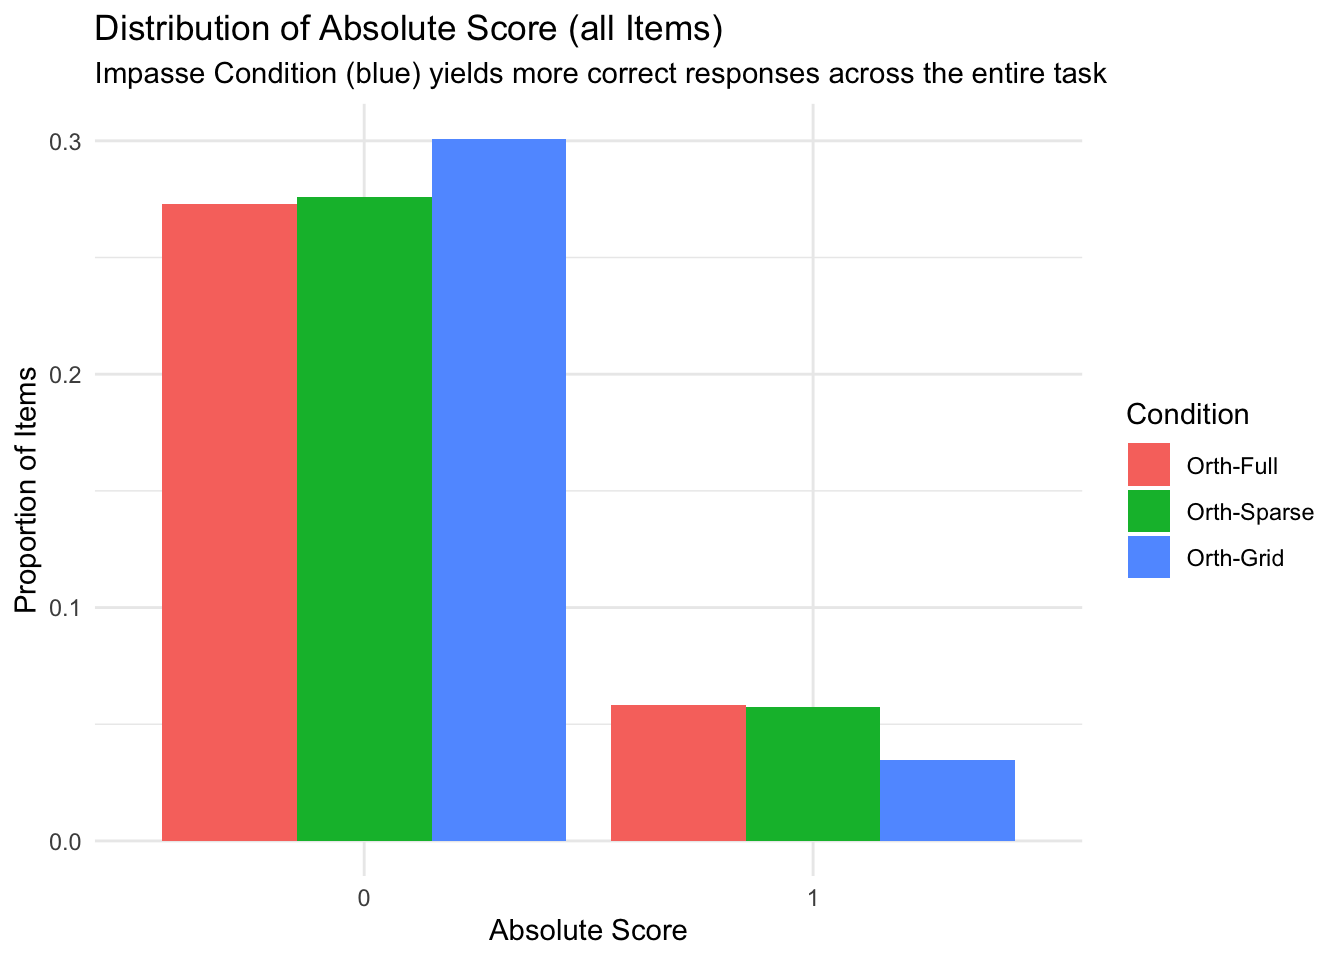 Distribution of Absolute Score (all Items)
Impasse Condition (blue) yields more correct responses across the entire task
0.3
0.2
0.1
0.0
Proportion of Items
0
1
Absolute Score
Condition
Orth-Full
Orth-Sparse
Orth-Grid